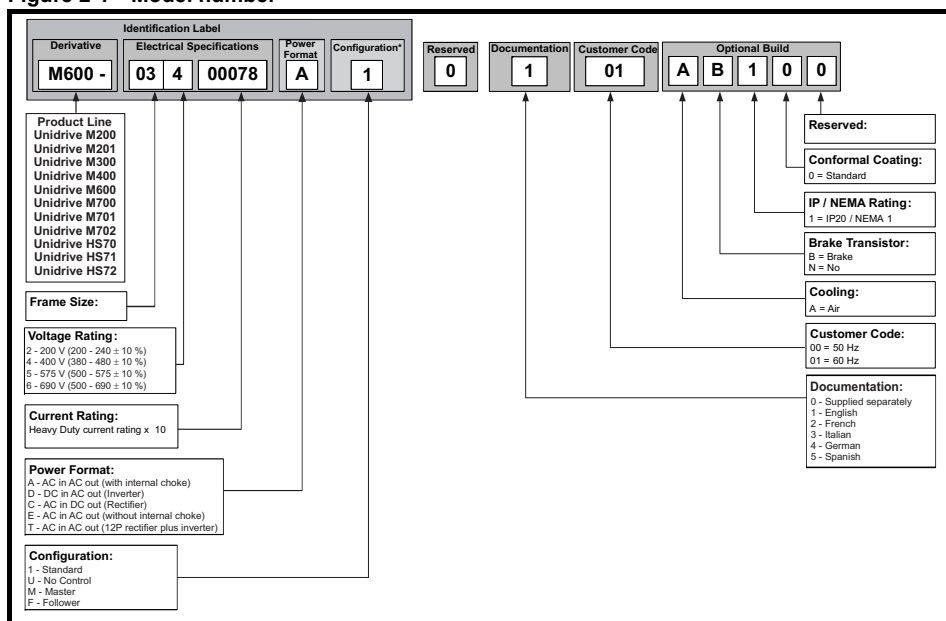 Figure 2-1 Model number
Identification Label
Derivative
Electrical Specifications
Power
Format
Configuration*
Reserved
Documentation
Customer Code
Optional Build
M600 -
03
4
00078
A
1
0
1
01
A
B
1
0
0
Product Line
Unidrive M200
Unidrive M201
Unidrive M300
Unidrive M400
Unidrive M600
Unidrive M700
Unidrive M701
Unidrive M702
Unidrive HS70
Unidrive HS71
Unidrive HS72
Frame Size:
Voltage Rating:
2 - 200 V (200 - 240 ± 10 %)
4 - 400 V (380 - 480 ± 10 %)
5 - 575 V (500 - 575 ± 10 %)
6 - 690 V (500 - 690 ± 10 %)
Current Rating:
Heavy Duty current rating x 10
Power Format:
A - AC in AC out (with internal choke)
D - DC in AC out (Inverter)
C - AC in DC out (Rectifier)
E - AC in AC out (without internal choke)
T - AC in AC out (12P rectifier plus inverter)
Configuration:
1 - Standard
U - No Control
M - Master
F - Follower
Reserved:
Conformal Coating:
0 = Standard
IP / NEMA Rating:
1 = IP20 / NEMA 1
Brake Transistor:
B = Brake
N = No
Cooling:
A = Air
Customer Code:
00 = 50 Hz
01 = 60 Hz
Documentation:
0 - Supplied separately
1 - English
2 - French
3 - Italian
4 - German
5 - Spanish